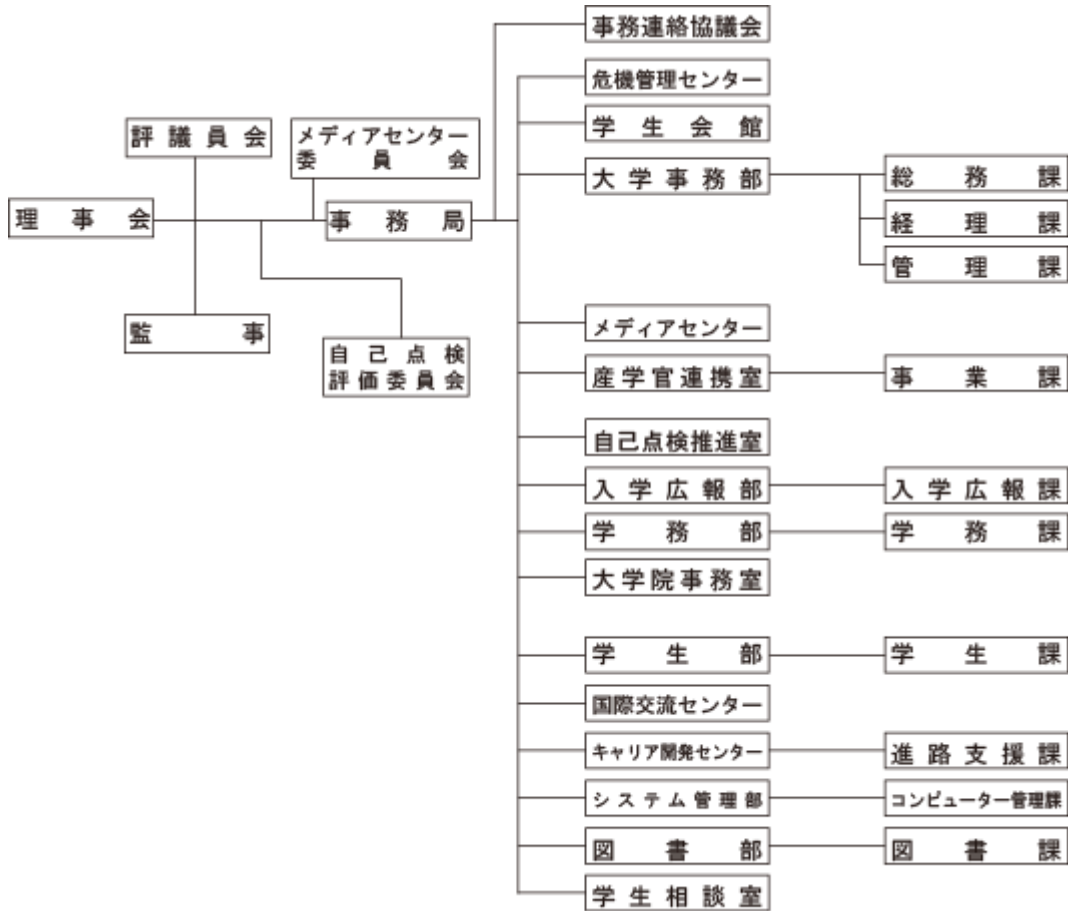 事務連絡協議会
危機管理センター
学生会館
評議員会
メディアセンター
委員会
大学事務部
総務課
理事会
事務局
経理課
管理課
監事
メディアセンター
自己点検
評価委員会
産学官連携室
事業課
自己点検推進室
入学広報部
入学広報課
学務部
学務課
大学院事務室
学生部
学生課
国際交流センター
キャリア開発センター
進路支援課
システム管理部
コンピューター管理課
図書部
図書課
学生相談室